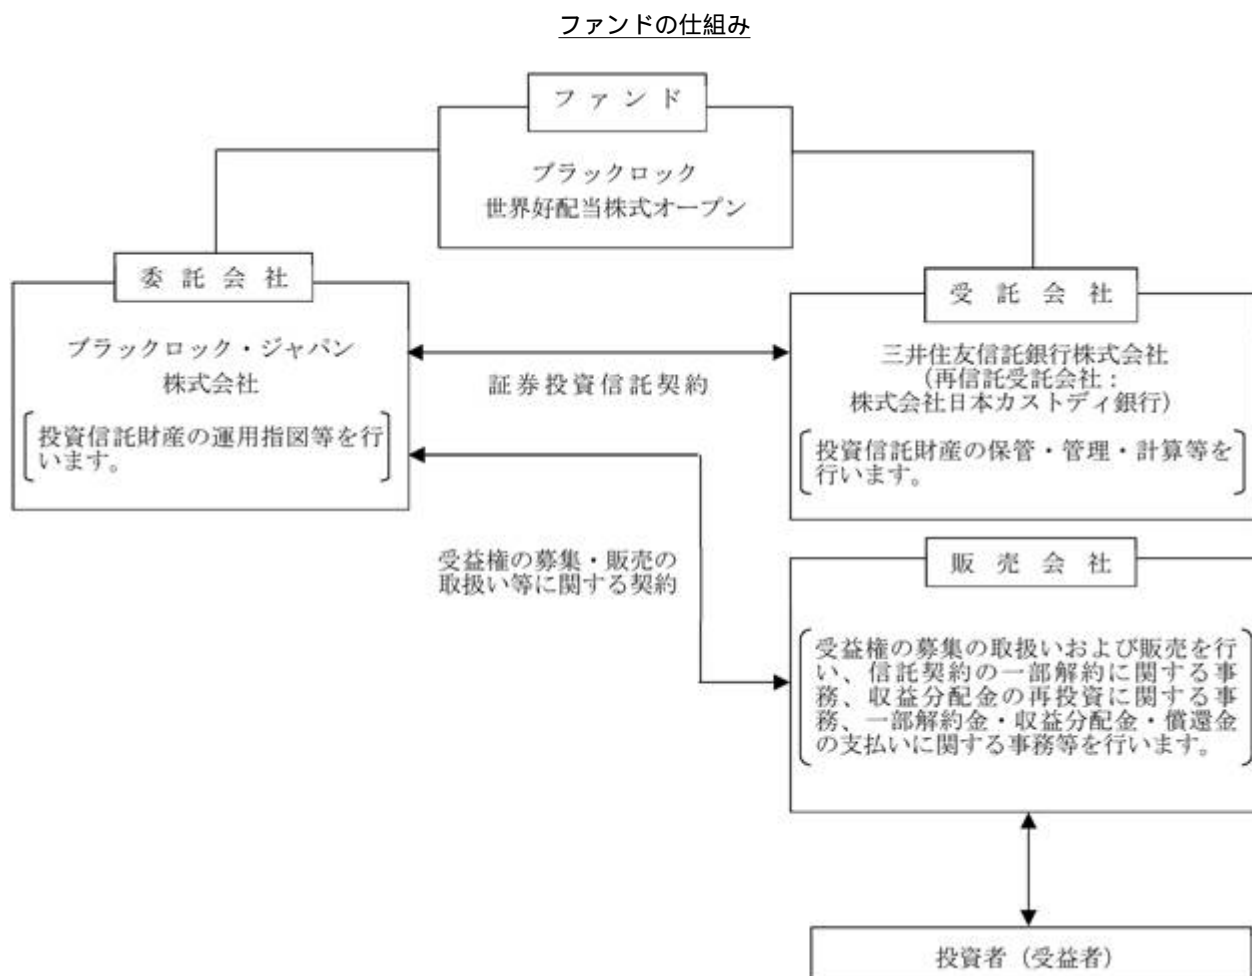 ファンドの仕組み
ファンド
ブラックロック
世界好配当株式オープン
委託会社
ブラックロック・ジャパン
株式会社
投資信託財産の運用指図等を行
います。
証券投資信託契約
受託会社
三井住友信託銀行株式会社
(再信託受託会社:
株式会社日本カストディ銀行)
投資信託財産の保管・管理・計算等を
行います。
受益権の募集・販売の
取扱い等に関する契約
販売会社
受益権の募集の取扱いおよび販売を行
い、信託契約の一部解約に関する事
務、収益分配金の再投資に関する事
務、一部解約金・収益分配金・償還金
の支払いに関する事務等を行います。
投資者(受益者)